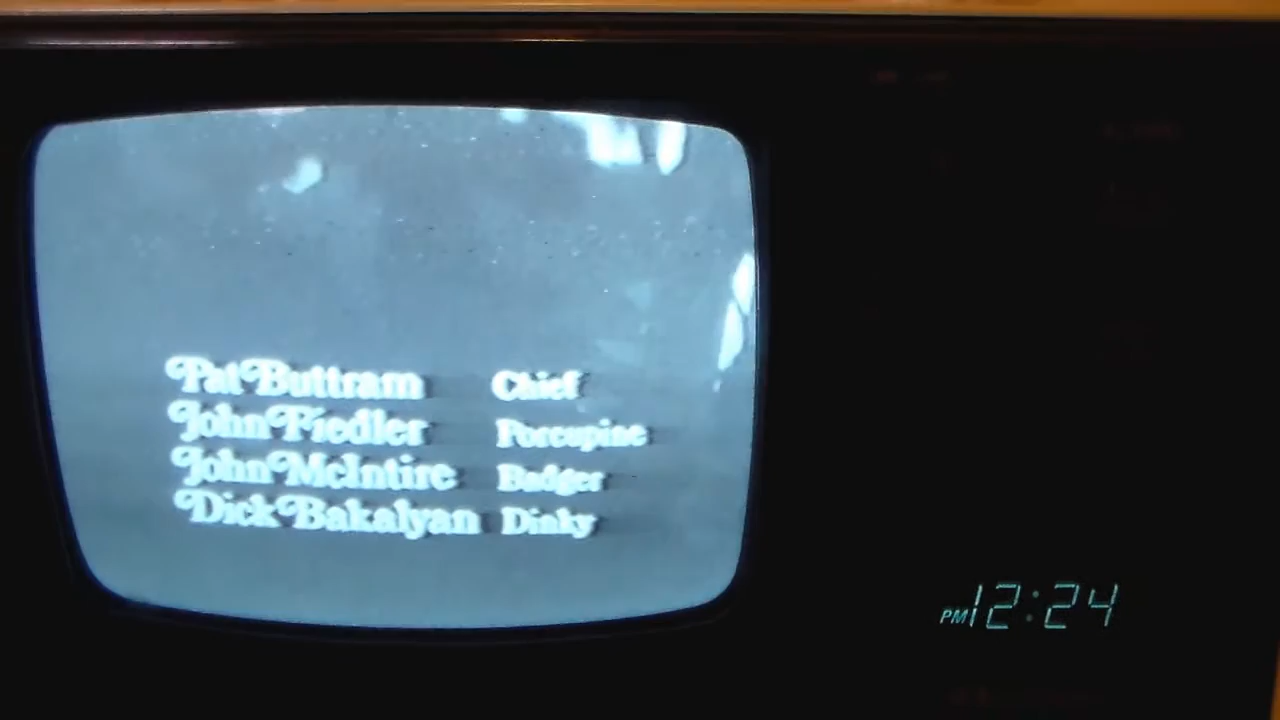 Pat Buttram Chief
John Fiedler Porcupine
John McIntire Badger
Dick Bakalyan Dinky
PM 12:24